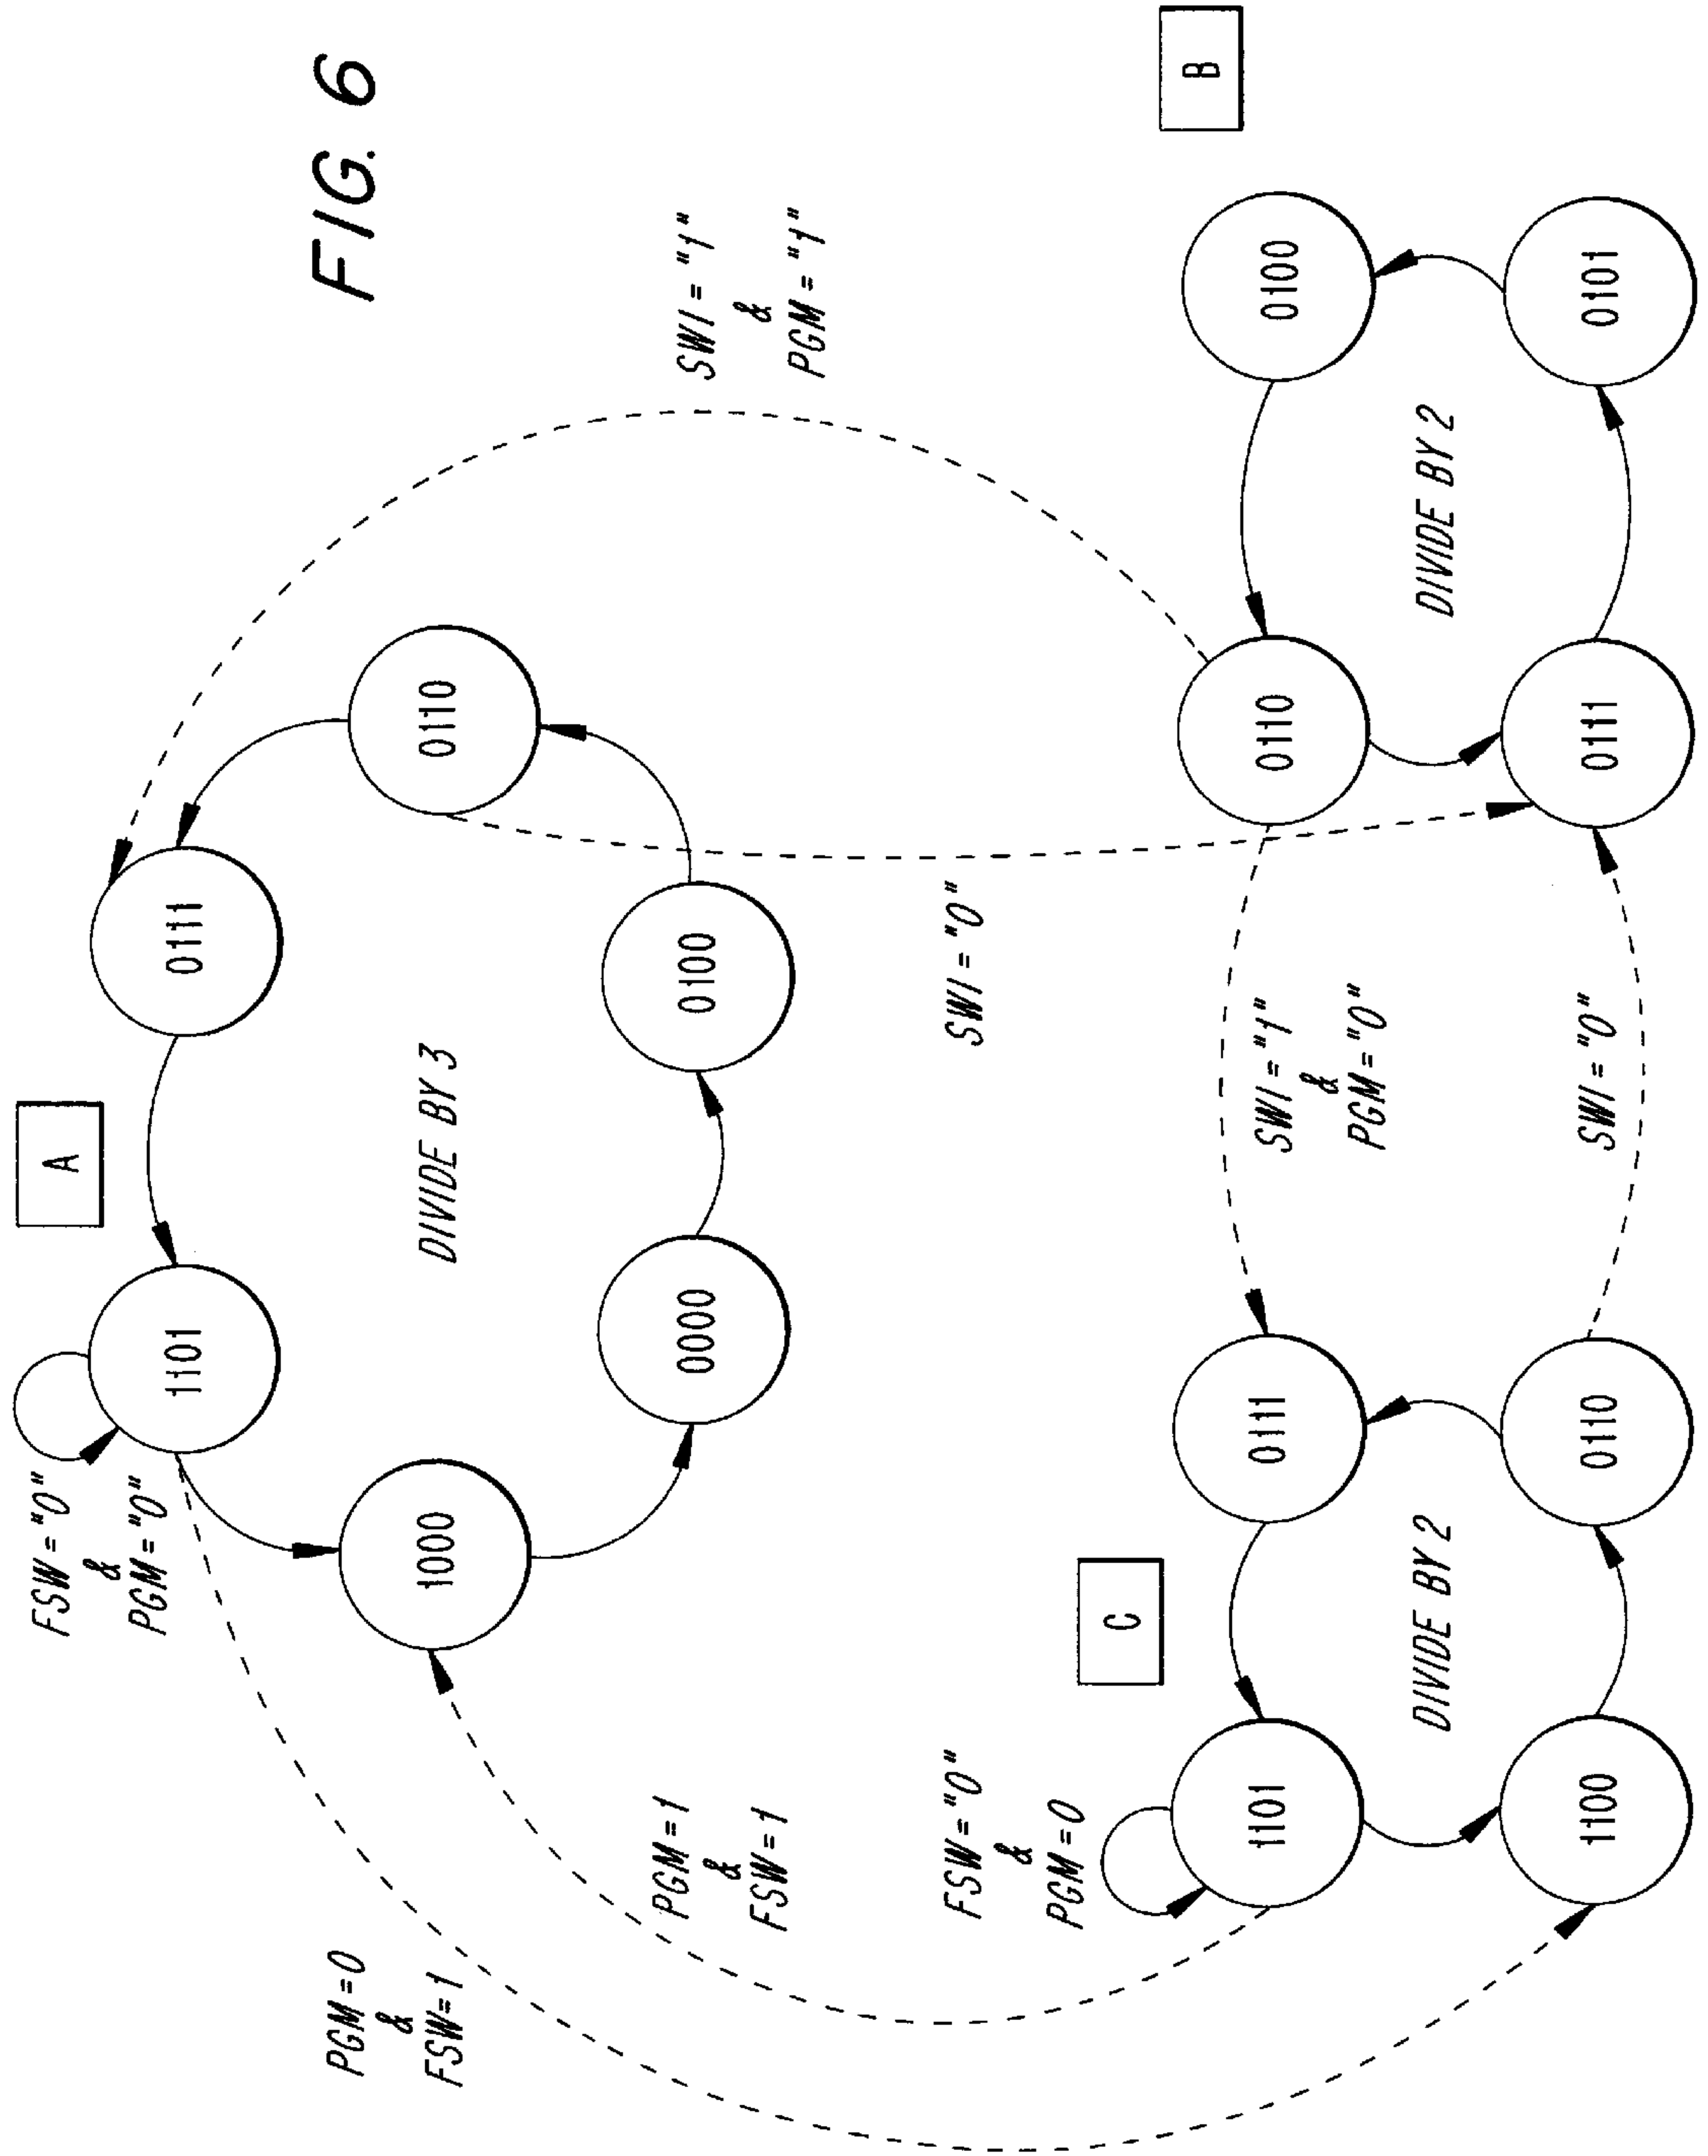 FSW = "0"
&
PGM = "0"
A
1101
0111
FIG. 6
PGM = 0
&
FSW = 1
1000
DIVIDE BY 3
0110
0000
0100
PGM = 1
&
FSW = 1
SWI = "1"
&
PGM = "1"
FSW = "0"
&
PGM = 0
SWI = "0"
C
B
1101
0111
SWI = "1"
&
PGM = "0"
0110
0100
DIVIDE BY 2
DIVIDE BY 2
1100
0110
SWI = "0"
0111
0101